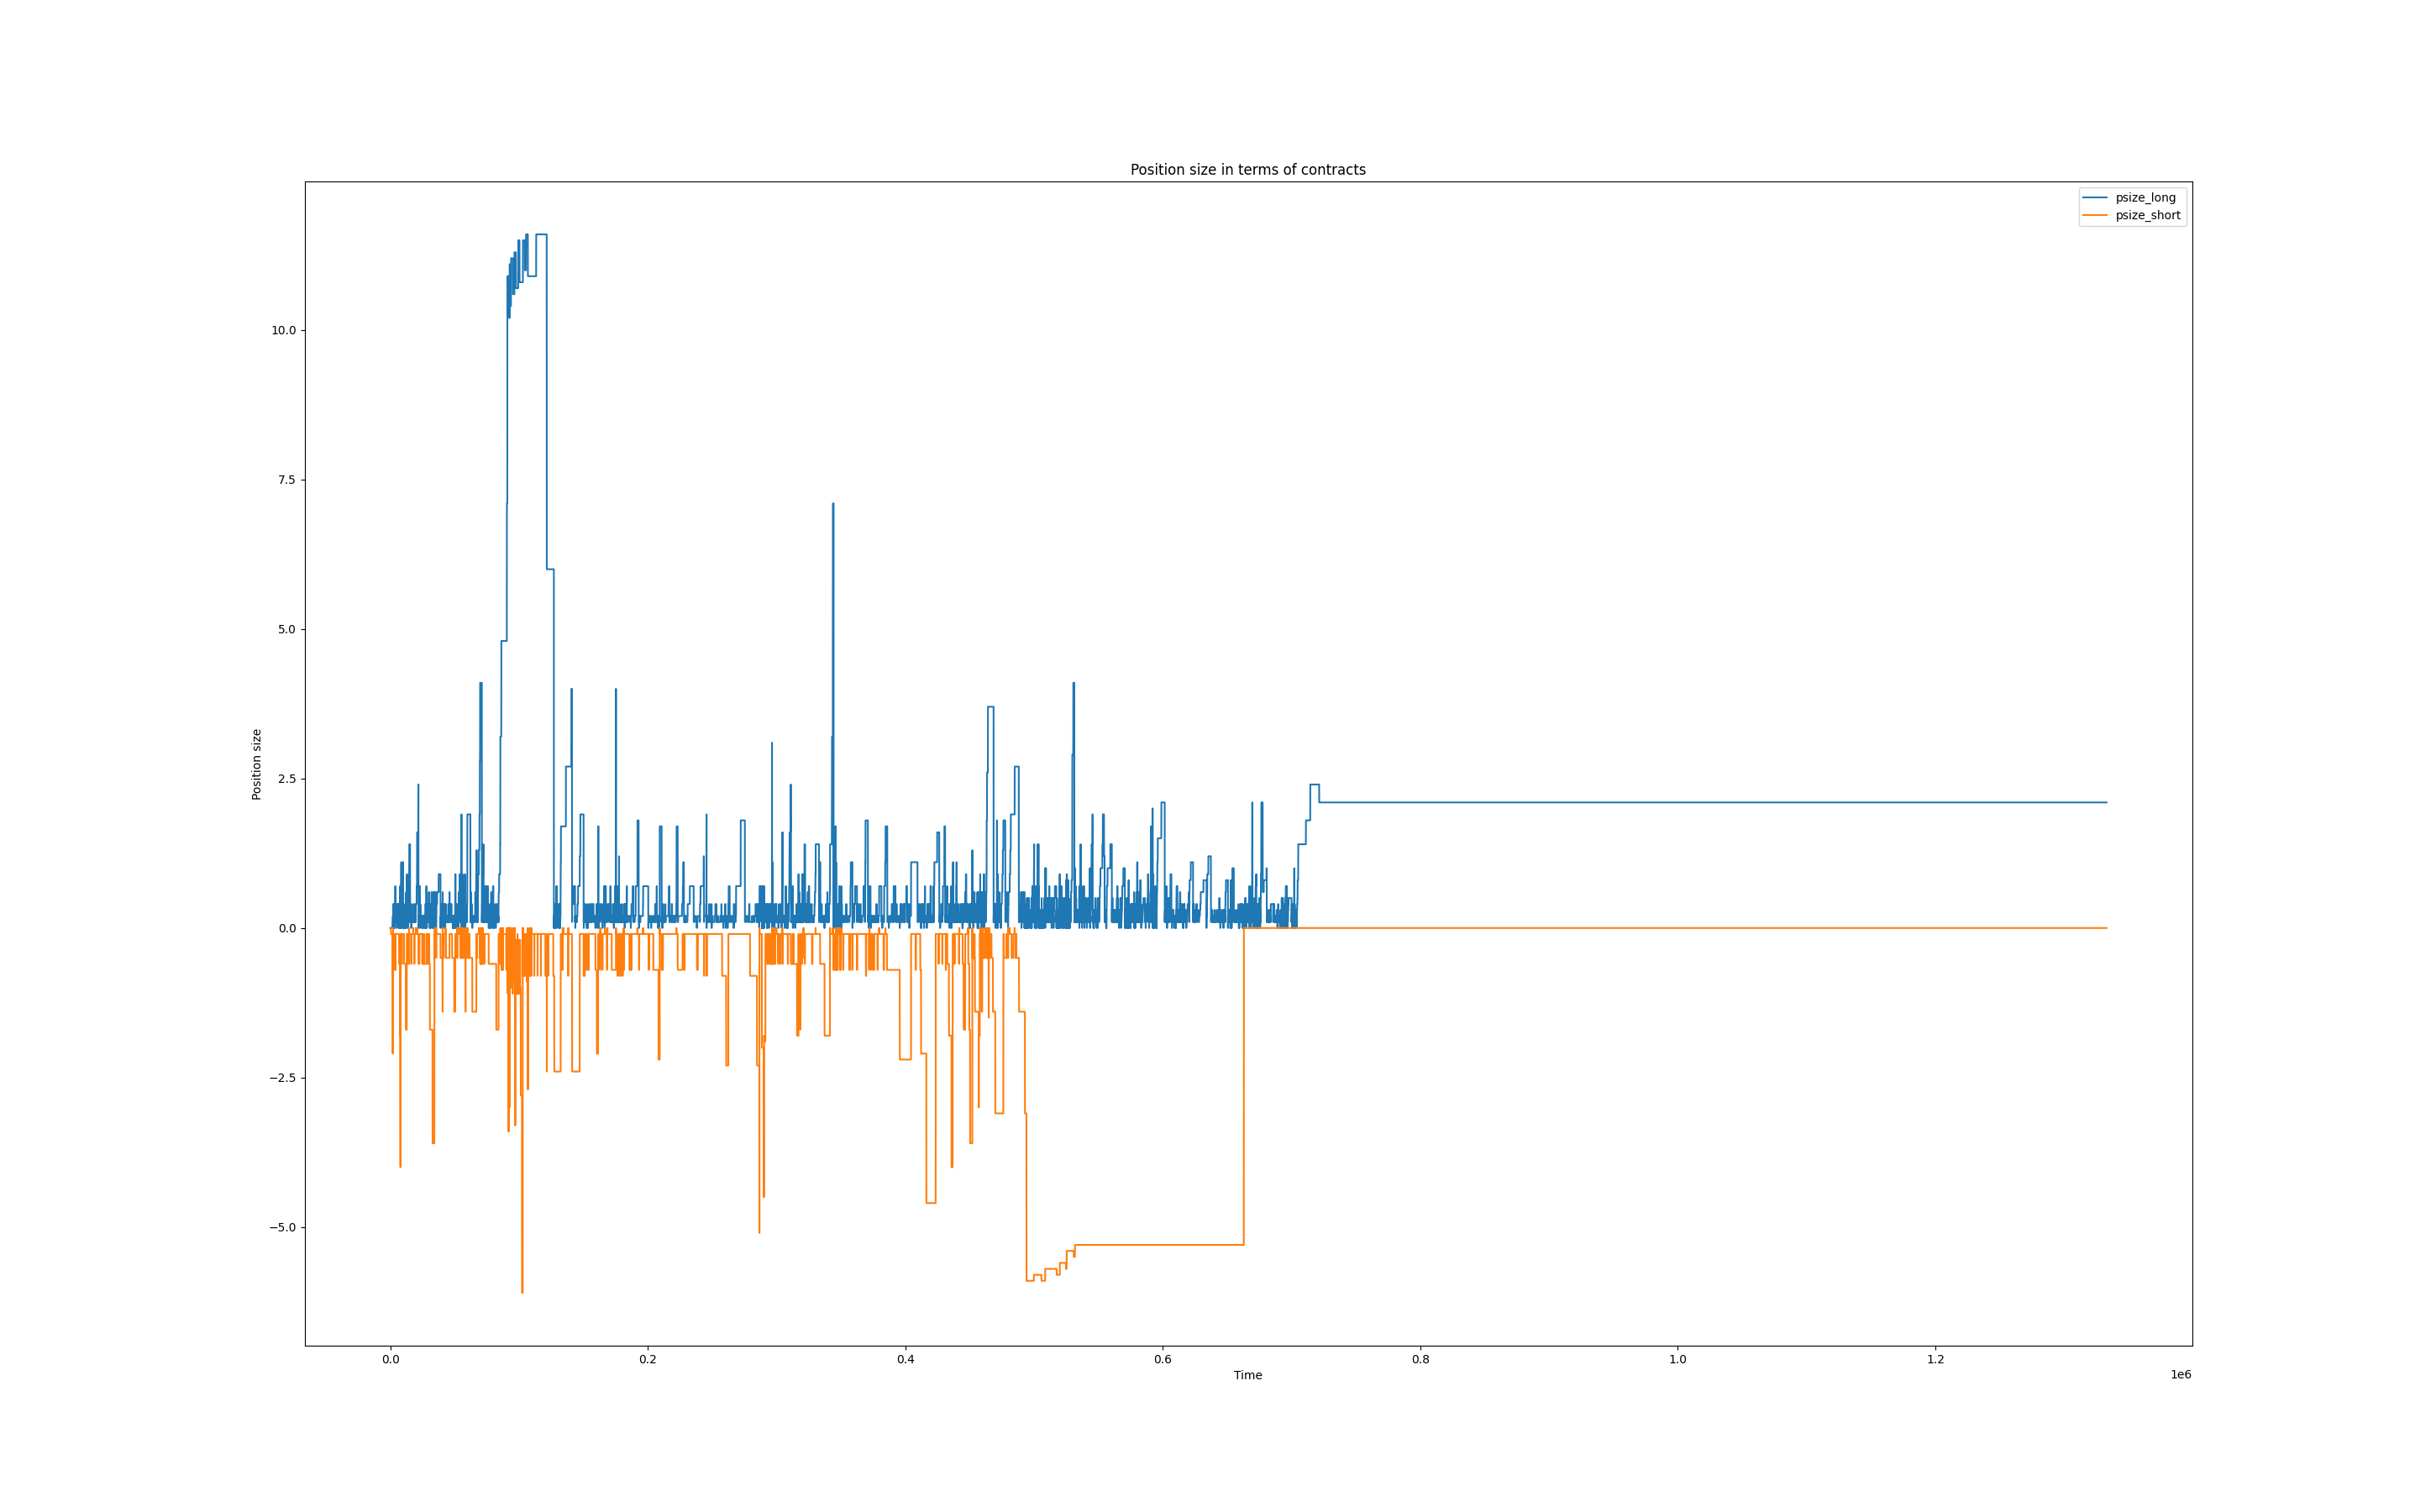 Position size in terms of contracts
psize_long
psize_short
10.0
7.5
5.0
2.5
0.0
−2.5
−5.0
Position size
0.0 0.2 0.4 0.6 0.8 1.0 1.2
Time
1e6